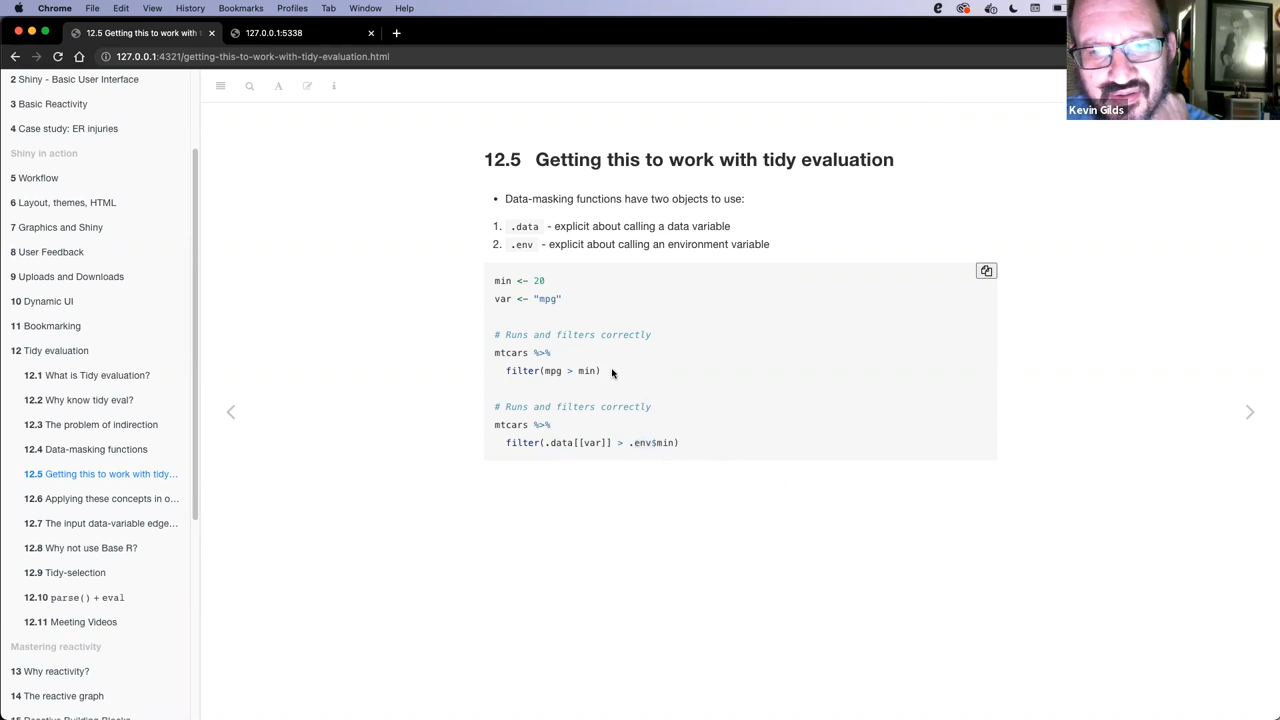 Chrome File Edit View History Bookmarks Profiles Tab Window Help
12.5 Getting this to work with t
127.0.0.1:5338
127.0.0.1:4321/getting-this-to-work-with-tidy-evaluation.html
Kevin Gilds
2 Shiny - Basic User Interface
3 Basic Reactivity
4 Case study: ER injuries
Shiny in action
5 Workflow
6 Layout, themes, HTML
7 Graphics and Shiny
8 User Feedback
9 Uploads and Downloads
10 Dynamic UI
11 Bookmarking
12 Tidy evaluation
12.1 What is Tidy evaluation?
12.2 Why know tidy eval?
12.3 The problem of indirection
12.4 Data-masking functions
12.5 Getting this to work with tidy…
12.6 Applying these concepts in o…
12.7 The input data-variable edge…
12.8 Why not use Base R?
12.9 Tidy-selection
12.10 parse() + eval
12.11 Meeting Videos
Mastering reactivity
13 Why reactivity?
14 The reactive graph
12.5 Getting this to work with tidy evaluation
• Data-masking functions have two objects to use:
1. .data - explicit about calling a data variable
2. .env - explicit about calling an environment variable
min <- 20
var <- "mpg"
# Runs and filters correctly
mtcars %>%
filter(mpg > min)
# Runs and filters correctly
mtcars %>%
filter(.data[[var]] > .env$min)